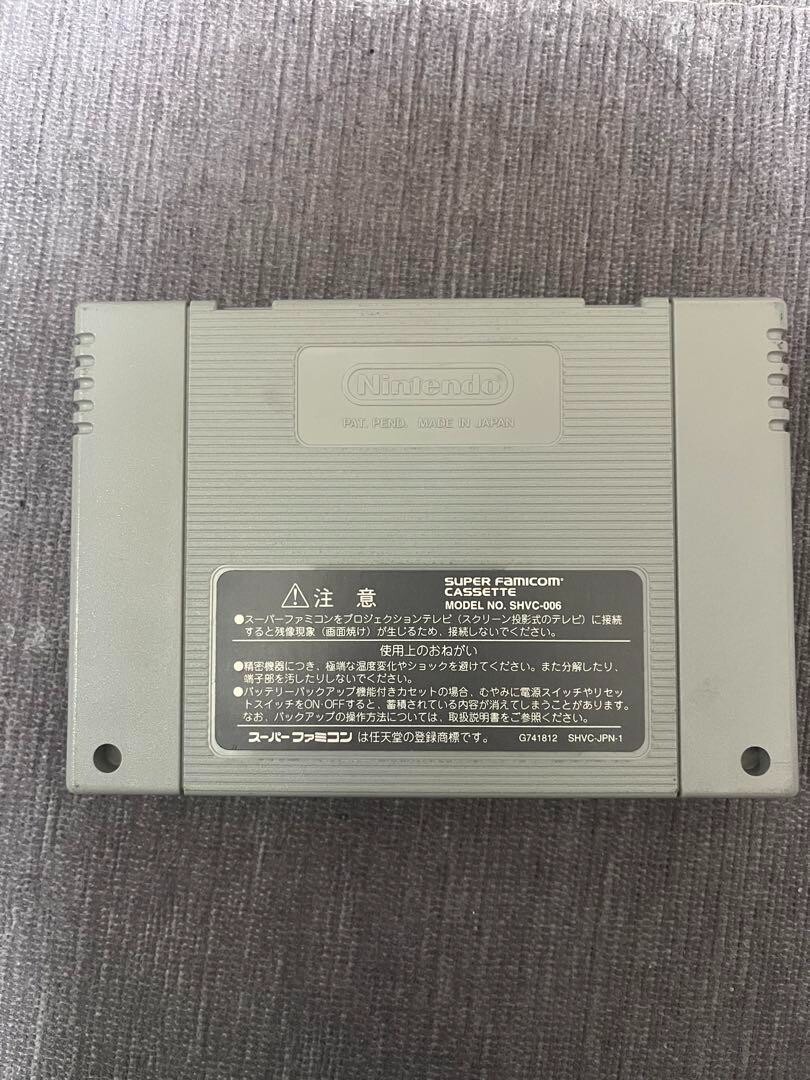 Nintendo
PAT. PEND. MADE IN JAPAN
注 意
SUPER FAMICOM
CASSETTE
MODEL NO. SHVC-006
●スーパーファミコンをプロジェクションテレビ(スクリーン投影式のテレビ)に接続
すると残像現象(画面焼け)が生じるため、接続しないでください。
使用上のおねがい
●精密機器につき、極端な温度変化やショックを避けてください。また分解したり、
端子部を汚したりしないでください。
●バッテリーバックアップ機能付きカセットの場合、むやみに電源スイッチやリセッ
トスイッチをON·OFFすると、蓄積されている内容が消えてしまうことがあります。
なお、バックアップの操作方法については、取扱説明書をご参照ください。
スーパーファミコン は任天堂の登録商標です。 G741812 SHVC-JPN-1